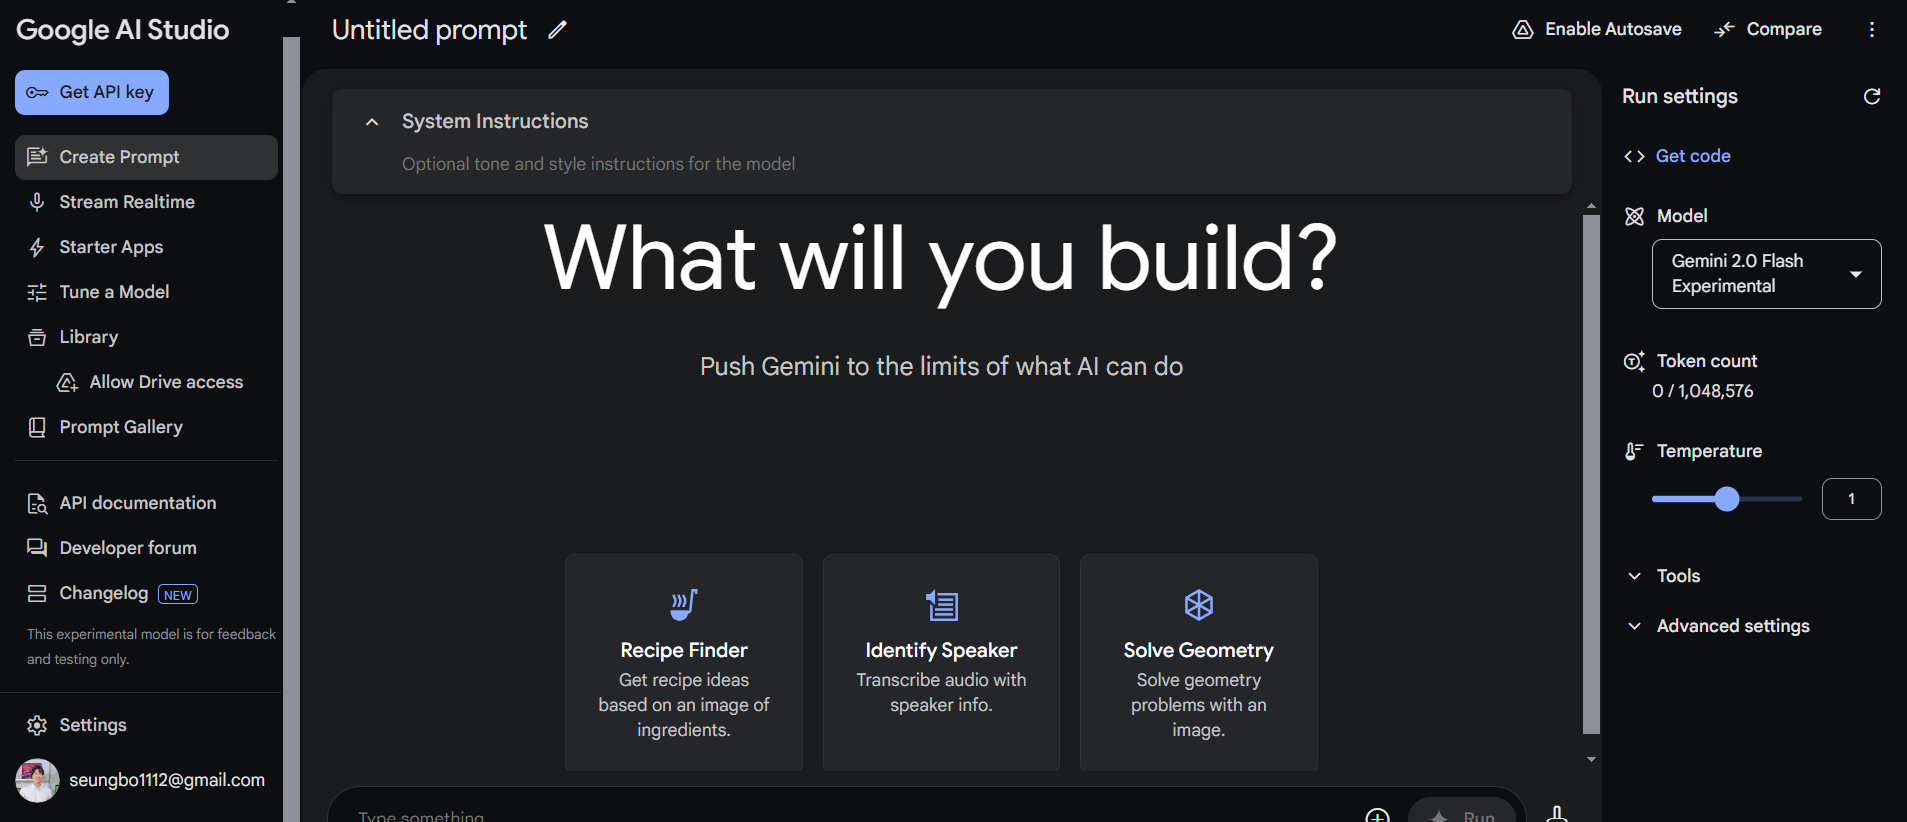 Google AI Studio
Get API key
Create Prompt
Stream Realtime
Starter Apps
Tune a Model
Library
Allow Drive access
Prompt Gallery
API documentation
Developer forum
Changelog NEW
This experimental model is for feedback
and testing only.
Settings
seungbo1112@gmail.com
Untitled prompt
Enable Autosave
Compare
System Instructions
Optional tone and style instructions for the model
What will you build?
Push Gemini to the limits of what AI can do
Recipe Finder
Get recipe ideas
based on an image of
ingredients.
Identify Speaker
Transcribe audio with
speaker info.
Solve Geometry
Solve geometry
problems with an
image.
Type something
Run
Run settings
Get code
Model
Gemini 2.0 Flash
Experimental
Token count
0 / 1,048,576
Temperature
1
Tools
Advanced settings